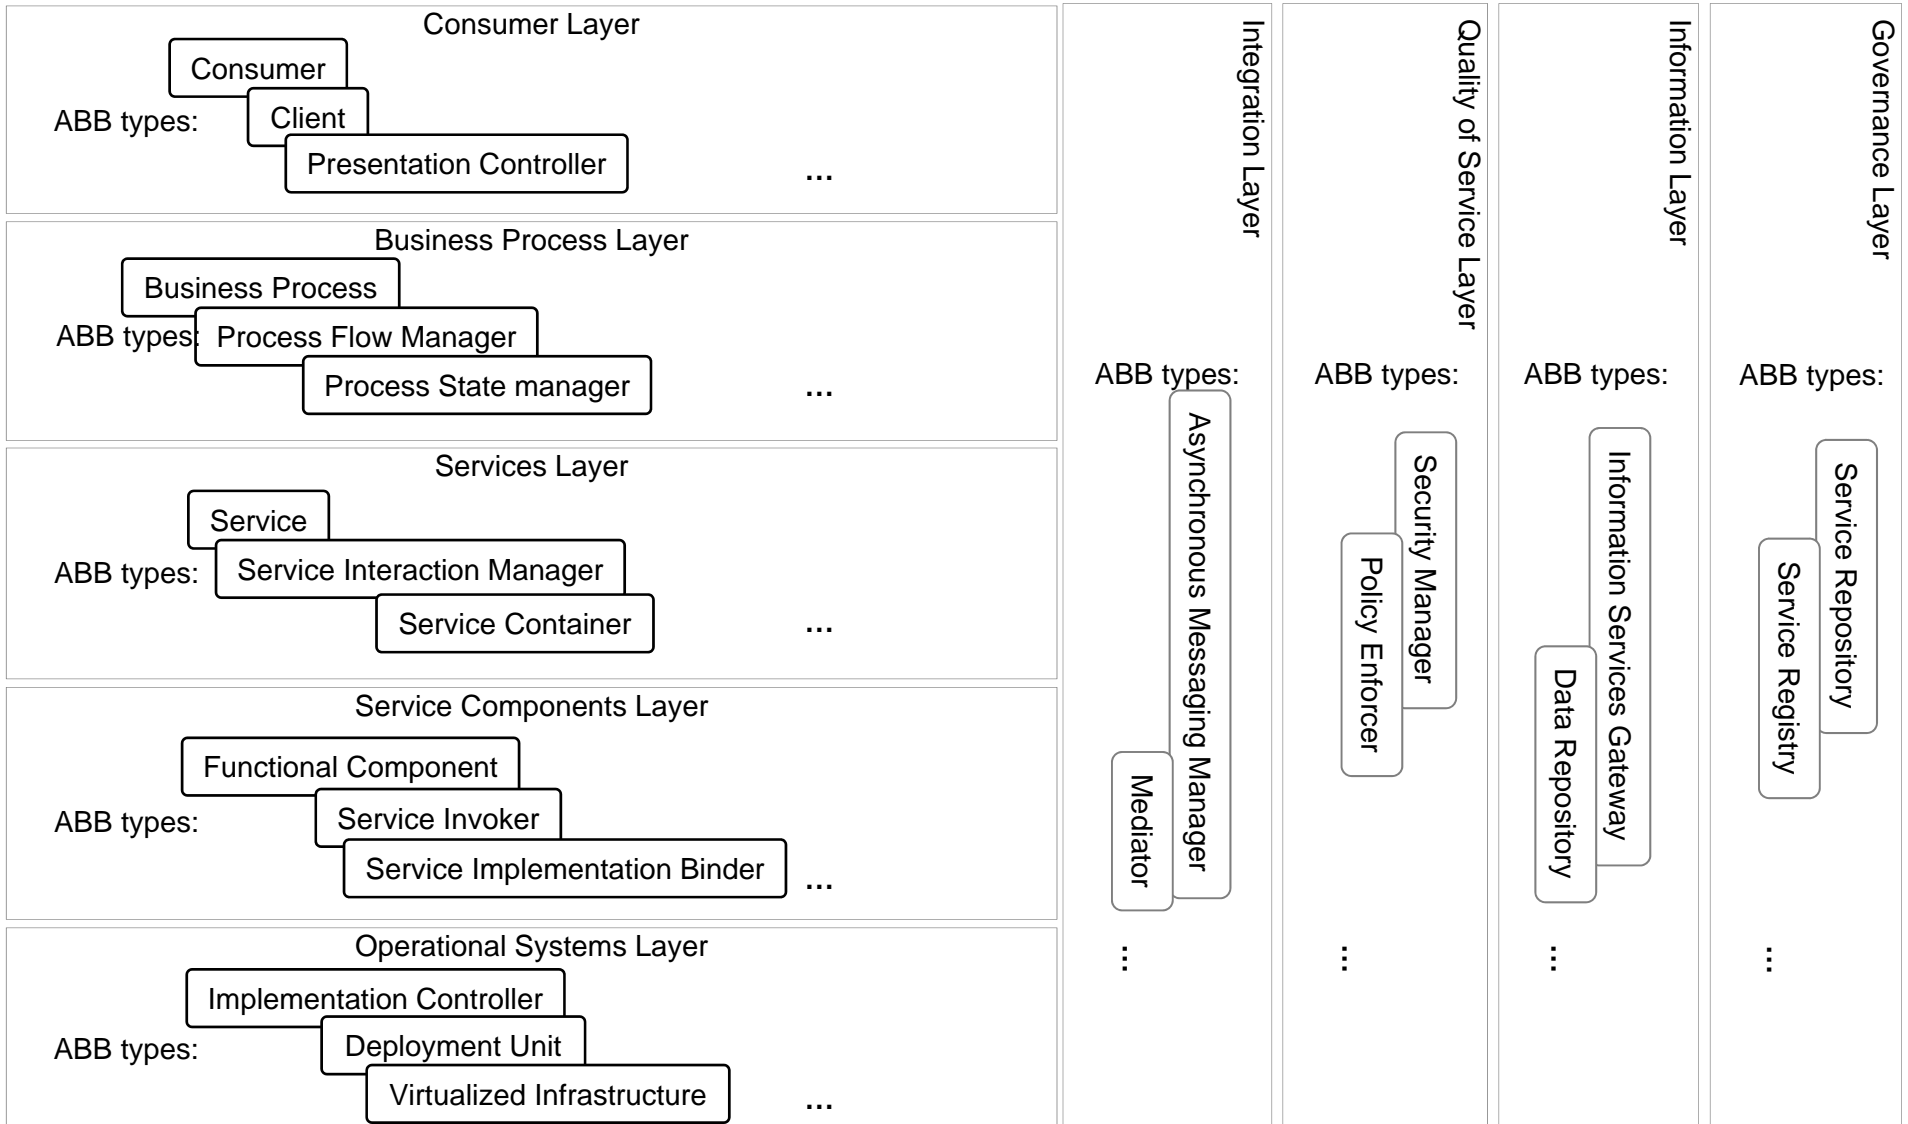 Consumer Layer
Consumer
Client
ABB types:
Presentation Controller
...
Business Process Layer
Business Process
ABB types:
Process Flow Manager
Process State manager
...
Services Layer
Service
ABB types:
Service Interaction Manager
Service Container
...
Service Components Layer
Functional Component
ABB types:
Service Invoker
Service Implementation Binder
...
Operational Systems Layer
Implementation Controller
ABB types:
Deployment Unit
Virtualized Infrastructure
...
Integration Layer
ABB types:
Asynchronous Messaging Manager
Mediator
...
Quality of Service Layer
ABB types:
Security Manager
Policy Enforcer
...
Information Layer
ABB types:
Information Services Gateway
Data Repository
...
Governance Layer
ABB types:
Service Repository
Service Registry
...